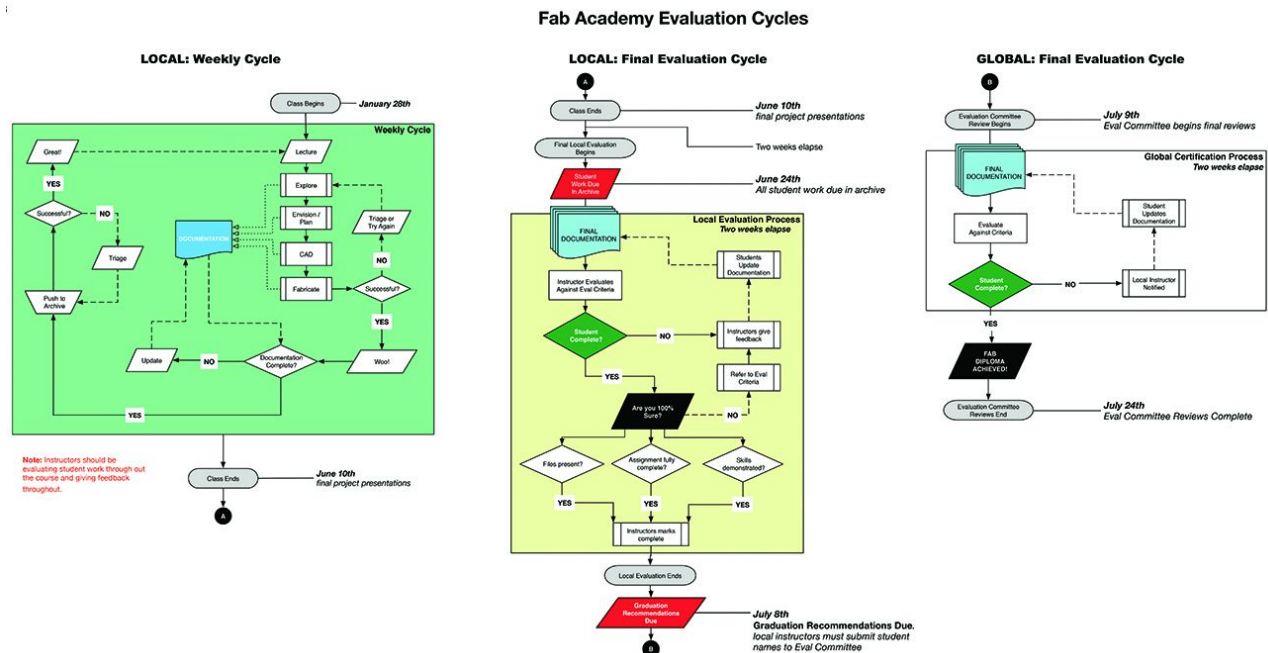 Fab Academy Evaluation Cycles
LOCAL: Weekly Cycle
Class Begins
January 28th
Weekly Cycle
Great!
Lecture
YES
Explore
Successful?
NO
Envision /
Plan
Triage or
Try Again
DOCUMENTATION
CAD
Triage
NO
Fabricate
Successful?
Push to
Archive
YES
Update
NO
Documentation
Complete?
Woo!
YES
Note: Instructors should be
evaluating student work through out
the course and giving feedback
throughout.
Class Ends
June 10th
final project presentations
A
LOCAL: Final Evaluation Cycle
A
Class Ends
June 10th
final project presentations
Final Local Evaluation
Begins
Two weeks elapse
Student
Work Due
In Archive
June 24th
All student work due in archive
Local Evaluation Process
Two weeks elapse
FINAL
DOCUMENTATION
Students
Update
Documentation
Instructor Evaluates
Against Eval Criteria
Student
Complete?
NO
Instructors give
feedback
YES
Refer to Eval
Criteria
Are you 100%
Sure?
NO
Files present?
Assignment fully
complete?
Skills
demonstrated?
YES
YES
YES
Instructors marks
complete
Local Evaluation Ends
Graduation
Recommendations
Due
July 8th
Graduation Recommendations Due.
local instructors must submit student
names to Eval Committee
B
GLOBAL: Final Evaluation Cycle
B
Evaluation Committee
Review Begins
July 9th
Eval Committee begins final reviews
Global Certification Process
Two weeks elapse
FINAL
DOCUMENTATION
Student
Updates
Documentation
Evaluate
Against Criteria
Student
Complete?
NO
Local Instructor
Notified
YES
FAB
DIPLOMA
ACHIEVED!
Evaluation Committee
Reviews End
July 24th
Eval Committee Reviews Complete